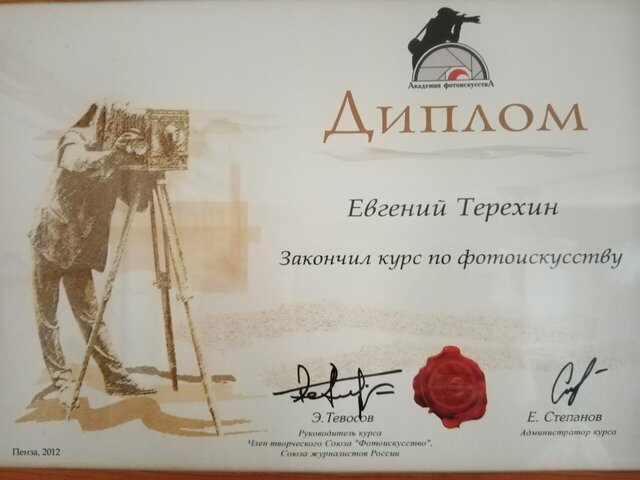 Академия фотоискусствА
Диплом
Евгений Терехин
Закончил курс по фотоискусству
Э.Тевосов
Руководитель курса
Член творческого Союза "Фотоискусство",
Союза журналистов России
Е. Степанов
Администратор курса
Пенза, 2012